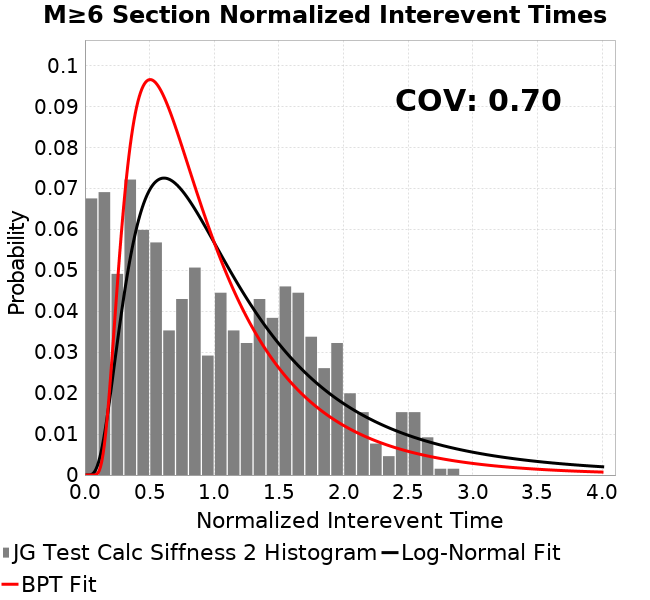 M≥6 Section Normalized Interevent Times
COV: 0.70
0.1
0.09
0.08
0.07
0.06
0.05
0.04
0.03
0.02
0.01
0
Probability
0.0 0.5 1.0 1.5 2.0 2.5 3.0 3.5 4.0
Normalized Interevent Time
JG Test Calc Siffness 2 Histogram Log-Normal Fit
BPT Fit